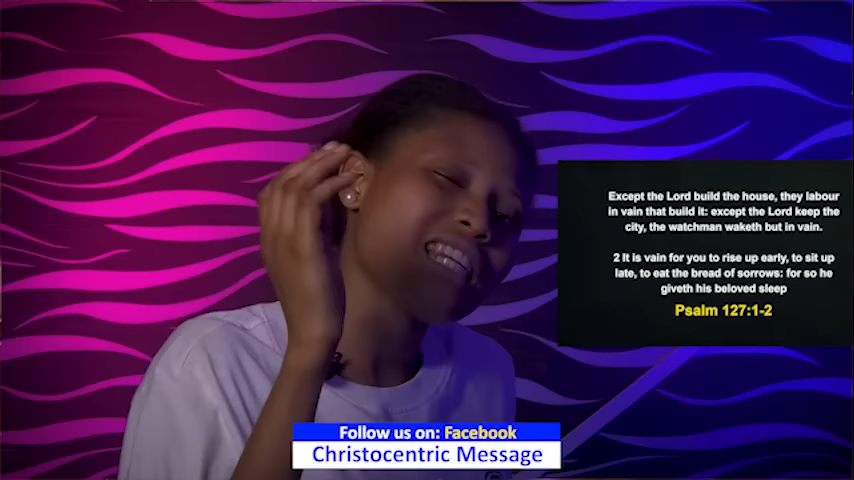 Except the Lord build the house, they labour
in vain that build it: except the Lord keep the
city, the watchman waketh but in vain.
2 It is vain for you to rise up early, to sit up
late, to eat the bread of sorrows: for so he
giveth his beloved sleep
Psalm 127:1-2
Follow us on: Facebook
Christocentric Message